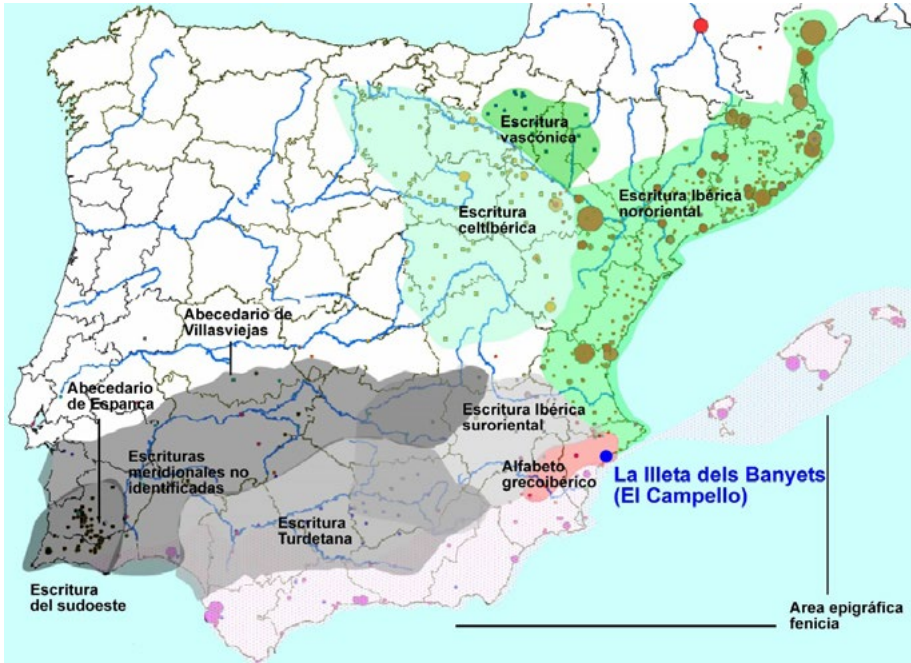 Escritura
vascónica
Escritura Ibérica
nororiental
Escritura
celtibérica
Abecedario de
Villasviejas
Abecedario
de Espanca
Escritura Ibérica
suroriental
Escrituras
meridionales no
identificadas
Alfabeto
grecoibérico
La Illeta dels Banyets
(El Campello)
Escritura
Turdetana
Escritura
del sudoeste
Area epigráfica
fenicia